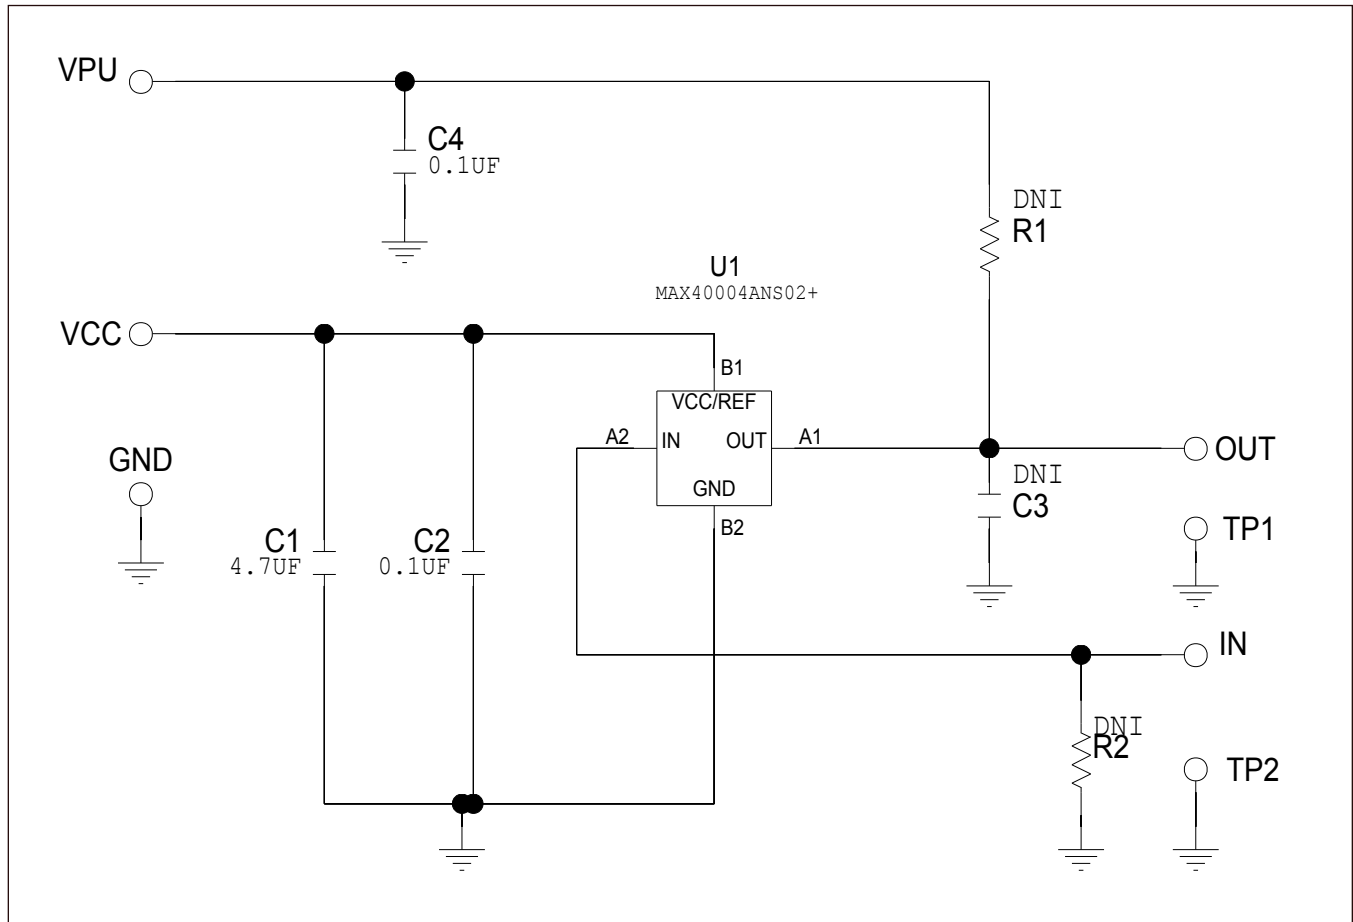 VPU
C4
0.1UF
DNI
R1
U1
MAX40004ANS02+
VCC
B1
VCC/REF
A2
IN
OUT
A1
OUT
GND
GND
B2
DNI
C3
TP1
C1
4.7UF
C2
0.1UF
IN
DNI
R2
TP2